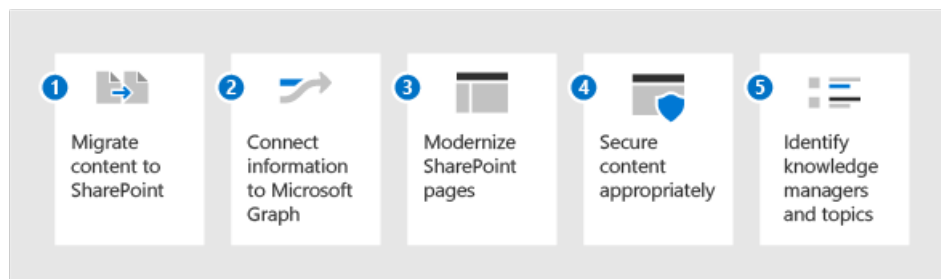 1
Migrate
content to
SharePoint
2
Connect
information
to Microsoft
Graph
3
Modernize
SharePoint
pages
4
Secure
content
appropriately
5
Identify
knowledge
managers
and topics